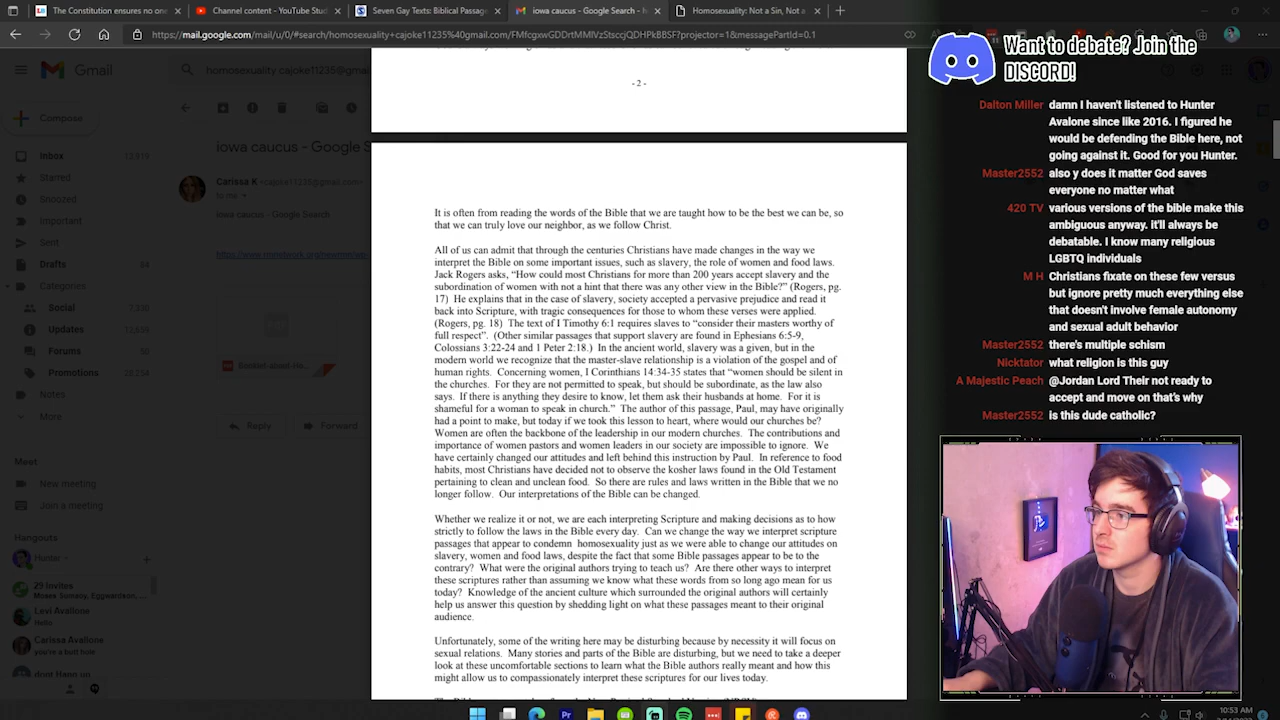 The Constitution ensures no one
Channel content - YouTube Stud
Seven Gay Texts: Biblical Passage
iowa caucus - Google Search -
Homosexuality: Not a Sin, Not a
https://mail.google.com/mail/u/0/#search/homosexuality+cajoke11235%40gmail.com/FMfcgxwGDDrtMMlVzStsccjQDHPkBBSF?projector=1&messagePartId=0.1
Gmail
homosexuality cajoke11235@gmai
Compose
Inbox
Starred
Snoozed
Important
Sent
Drafts
Categories
Social
7,330
Updates
Forums
Promotions
28,254
Notes
More
Meet
New meeting
Join a meeting
Hangouts
Hunter
29 Invites
Levi Avallone
Hello
Carissa Avallone
you're a butt hole
iowa caucus - Google S
Carissa K
to me
iowa caucus - Google Search
Reply
Forward
- 2 -
It is often from reading the words of the Bible that we are taught how to be the best we can be, so
that we can truly love our neighbor, as we follow Christ.
All of us can admit that through the centuries Christians have made changes in the way we
interpret the Bible on some important issues, such as slavery, the role of women and food laws.
Jack Rogers asks, “How could most Christians for more than 200 years accept slavery and the
subordination of women with not a hint that there was any other view in the Bible?” (Rogers, pg.
17) He explains that in the case of slavery, society accepted a pervasive prejudice and read it
back into Scripture, with tragic consequences for those to whom these verses were applied.
(Rogers, pg. 18) The text of I Timothy 6:1 requires slaves to “consider their masters worthy of
full respect”. (Other similar passages that support slavery are found in Ephesians 6:5-9,
Colossians 3:22-24 and 1 Peter 2:18.) In the ancient world, slavery was a given, but in the
modern world we recognize that the master-slave relationship is a violation of the gospel and of
human rights. Concerning women, I Corinthians 14:34-35 states that “women should be silent in
the churches. For they are not permitted to speak, but should be subordinate, as the law also
says. If there is anything they desire to know, let them ask their husbands at home. For it is
shameful for a woman to speak in church.” The author of this passage, Paul, may have originally
had a point to make, but today if we took this lesson to heart, where would our churches be?
Women are often the backbone of the leadership in our modern churches. The contributions and
importance of women pastors and women leaders in our society are impossible to ignore. We
have certainly changed our attitudes and left behind this instruction by Paul. In reference to food
habits, most Christians have decided not to observe the kosher laws found in the Old Testament
pertaining to clean and unclean food. So there are rules and laws written in the Bible that we no
longer follow. Our interpretations of the Bible can be changed.
Whether we realize it or not, we are each interpreting Scripture and making decisions as to how
strictly to follow the laws in the Bible every day. Can we change the way we interpret scripture
passages that appear to condemn homosexuality just as we were able to change our attitudes on
slavery, women and food laws, despite the fact that some Bible passages appear to be to the
contrary? What were the original authors trying to teach us? Are there other ways to interpret
these scriptures rather than assuming we know what these words from so long ago mean for us
today? Knowledge of the ancient culture which surrounded the original authors will certainly
help us answer this question by shedding light on what these passages meant to their original
audience.
Unfortunately, some of the writing here may be disturbing because by necessity it will focus on
sexual relations. Many stories and parts of the Bible are disturbing, but we need to take a deeper
look at these uncomfortable sections to learn what the Bible authors really meant and how this
might allow us to compassionately interpret these scriptures for our lives today.
Want to debate? Join the
DISCORD!
Dalton Miller damn I haven't listened to Hunter
Avalone since like 2016. I figured he
would be defending the Bible here, not
going against it. Good for you Hunter.
Master2552 also y does it matter God saves
everyone no matter what
420 TV various versions of the bible make this
ambiguous anyway. it'll always be
debatable. I know many religious
LGBTQ individuals
M H Christians fixate on these few versus
but ignore pretty much everything else
that doesn't involve female autonomy
and sexual adult behavior
Master2552 there's multiple schism
Nicktator what religion is this guy
A Majestic Peach @Jordan Lord Their not ready to
accept and move on that's why
Master2552 is this dude catholic?
10:53 AM